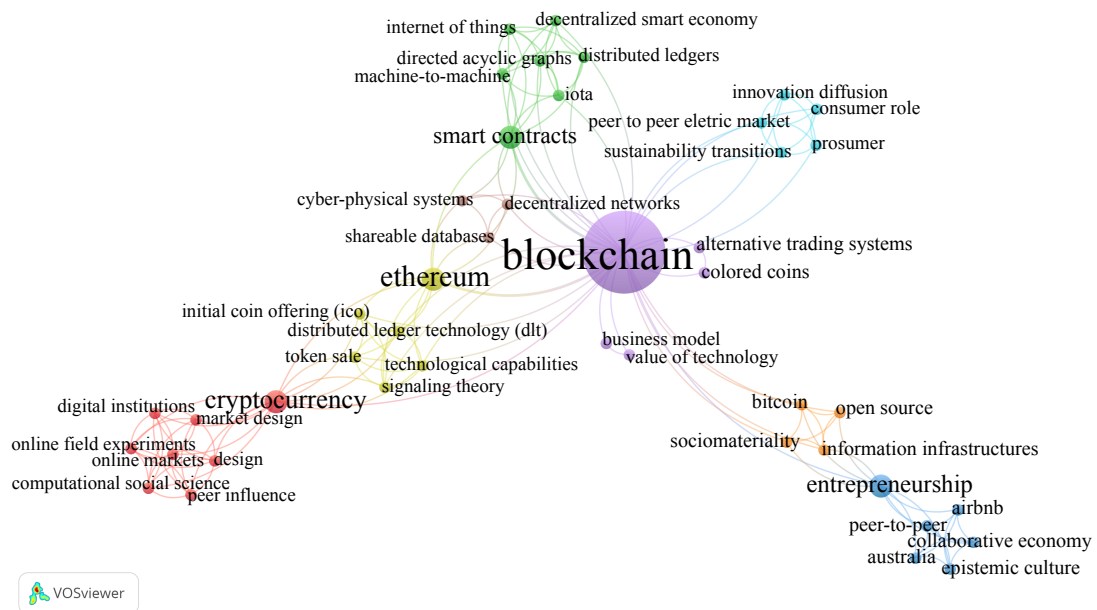 decentralized smart economy
internet of things
directed acyclic graphs
distributed ledgers
machine-to-machine
iota
innovation diffusion
consumer role
peer to peer eletric market
smart contracts
prosumer
sustainability transitions
cyber-physical systems
decentralized networks
shareable databases
blockchain
alternative trading systems
colored coins
ethereum
initial coin offering (ico)
distributed ledger technology (dlt)
business model
token sale
value of technology
technological capabilities
signaling theory
cryptocurrency
bitcoin
digital institutions
open source
market design
online field experiments
sociomateriality
information infrastructures
online markets
design
computational social science
entrepreneurship
peer influence
airbnb
peer-to-peer
collaborative economy
australia
epistemic culture
VOSviewer